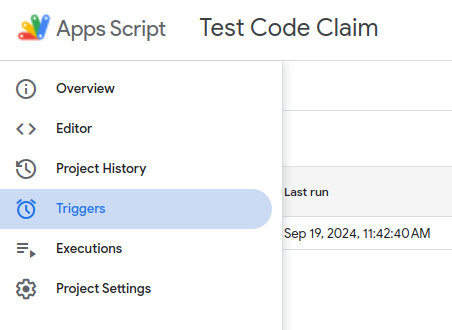 Apps Script
Test Code Claim
Overview
Editor
Project History
Triggers
Executions
Project Settings
Last run
Sep 19, 2024, 11:42:40 AM